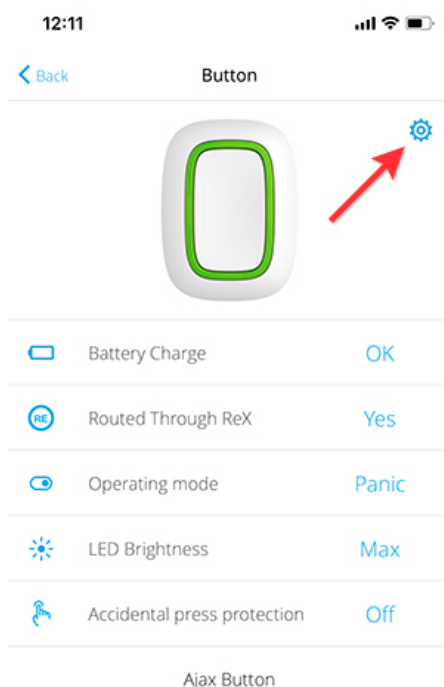 12:11
Back
Button
Battery Charge OK
RE Routed Through ReX Yes
Operating mode Panic
LED Brightness Max
Accidental press protection Off
Ajax Button